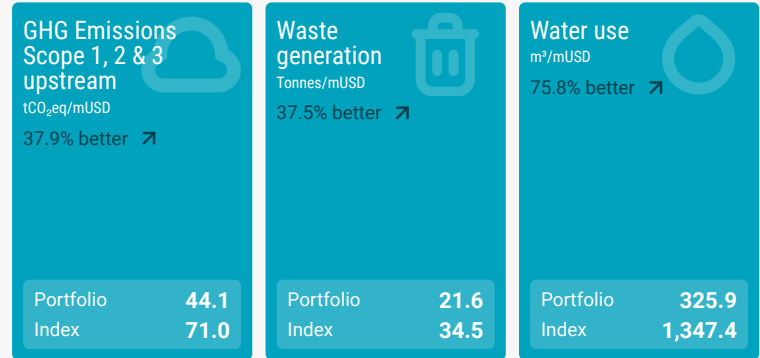 GHG Emissions
Scope 1, 2 & 3
upstream
tCO₂eq/mUSD
37.9% better
Portfolio 44.1
Index 71.0
Waste
generation
Tonnes/mUSD
37.5% better
Portfolio 21.6
Index 34.5
Water use
m³/mUSD
75.8% better
Portfolio 325.9
Index 1,347.4